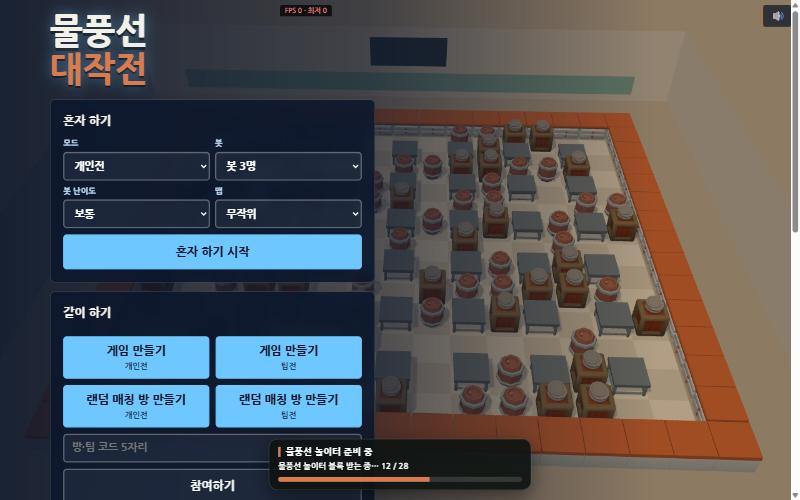 FPS 0 · 최저 0
물풍선
대작전
혼자 하기
모드
봇
개인전
봇 3명
봇 난이도
맵
보통
무작위
혼자 하기 시작
같이 하기
게임 만들기
개인전
게임 만들기
팀전
랜덤 매칭 방 만들기
개인전
랜덤 매칭 방 만들기
팀전
방·팀 코드 5자리
참여하기
물풍선 놀이터 준비 중
물풍선 놀이터 블록 받는 중… 12 / 28